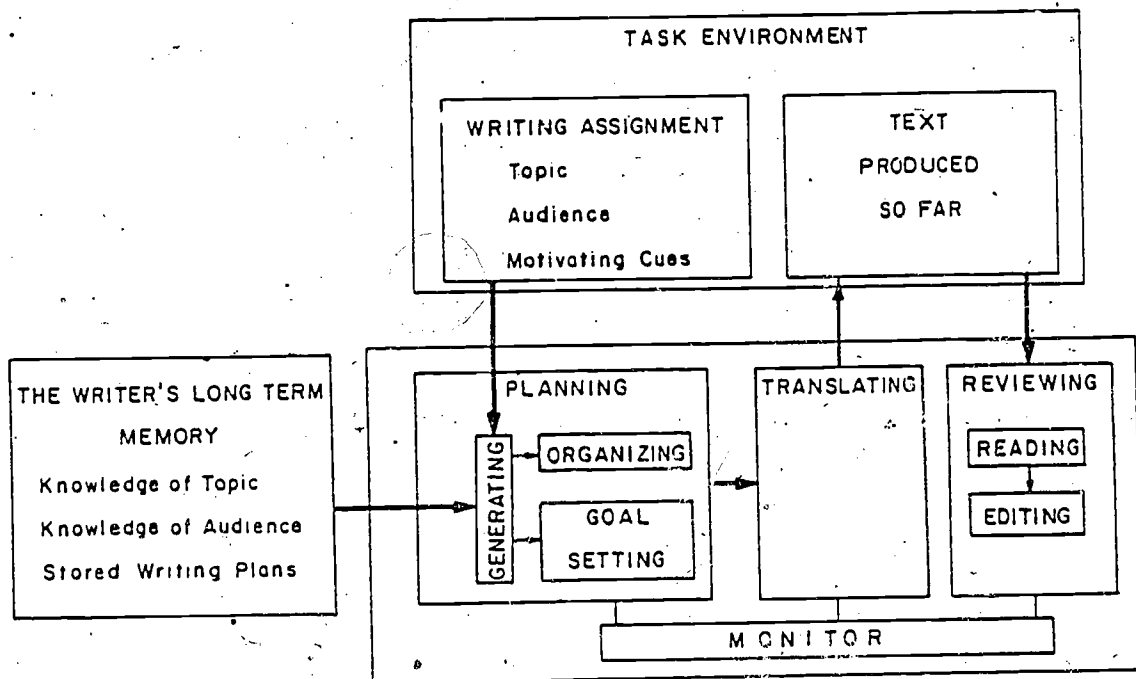 TASK ENVIRONMENT
WRITING ASSIGNMENT
Topic
Audience
Motivating Cues
TEXT
PRODUCED
SO FAR
THE WRITER'S LONG TERM
MEMORY
Knowledge of Topic
Knowledge of Audience
Stored Writing Plans
PLANNING
GENERATING
ORGANIZING
GOAL
SETTING
TRANSLATING
REVIEWING
READING
EDITING
MONITOR